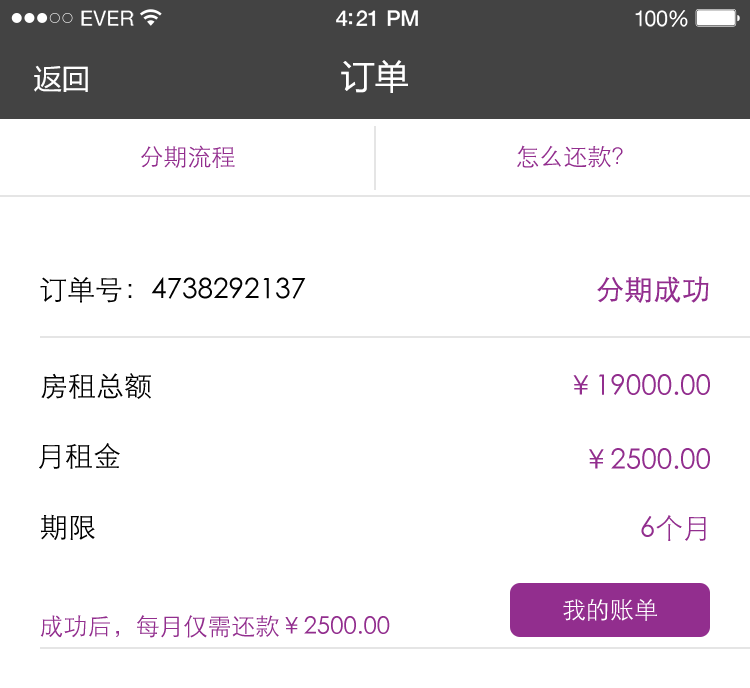 ●●●○○ EVER 4:21 PM 100%
返回 订单
分期流程 怎么还款?
订单号：4738292137 分期成功
房租总额 ￥19000.00
月租金 ￥2500.00
期限 6个月
成功后，每月仅需还款￥2500.00 我的账单